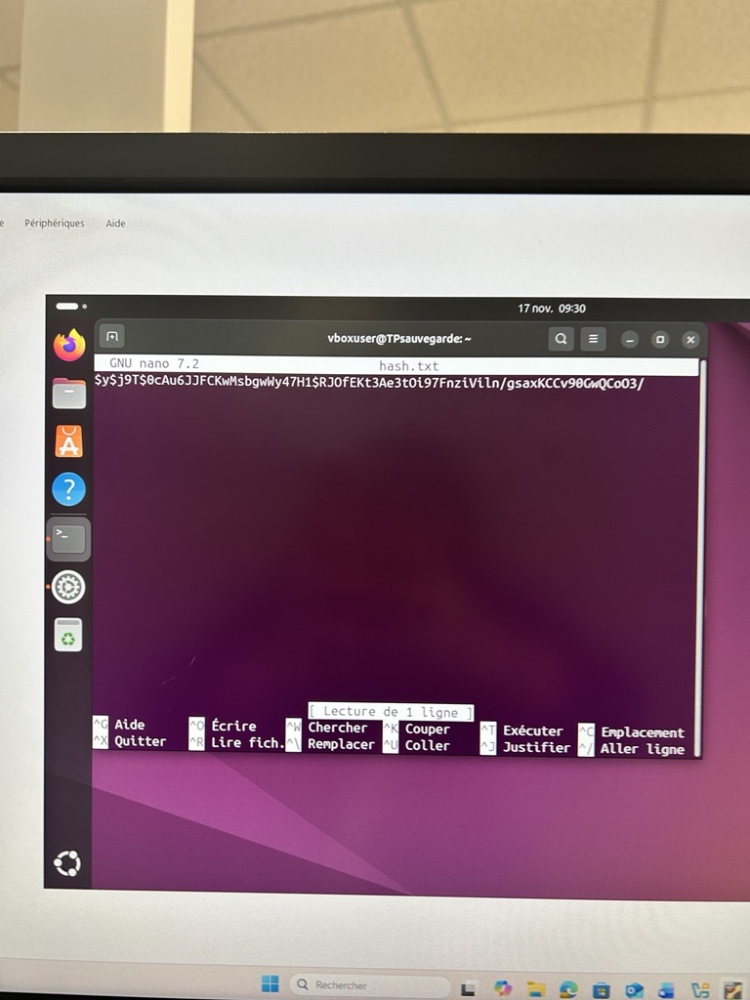 Périphériques Aide
17 nov. 09:30
vboxuser@TPsauvegarde: ~
GNU nano 7.2 hash.txt
$y$j9T$0cAu6JJFCKwMsbgwWy47H1$RJOfEKt3Ae3tOi97FnziViln/gsaxKCCv90GwQCoO3/
[ Lecture de 1 ligne ]
^G Aide ^O Écrire ^W Chercher ^K Couper ^T Exécuter ^C Emplacement
^X Quitter ^R Lire fich. ^\ Remplacer ^U Coller ^J Justifier ^/ Aller ligne
Rechercher